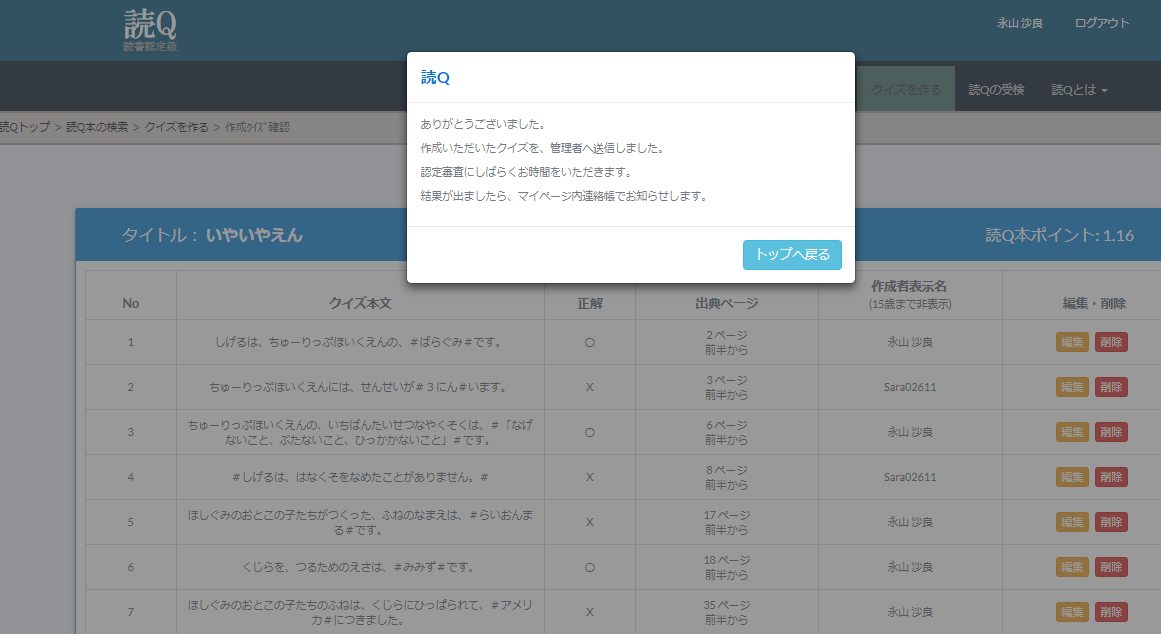 読Q
読書認定級
永山 沙良
ログアウト
クイズを作る
読Qの受検
読Qとは
読Qトップ > 読Q本の検索 > クイズを作る > 作成ｸｲｽﾞ確認
読Q
ありがとうございました。
作成いただいたクイズを、管理者へ送信しました。
認定審査にしばらくお時間をいただきます。
結果が出ましたら、マイページ内連絡帳でお知らせします。
トップへ戻る
タイトル： いやいやえん
読Q本ポイント: 1.16
No
クイズ本文
正解
出典ページ
作成者表示名
(15歳まで非表示)
編集・削除
1
しげるは、ちゅーりっぷほいくえんの、＃ばらぐみ＃です。
○
2 ページ
前半から
永山 沙良
編集
削除
2
ちゅーりっぷほいくえんには、せんせいが＃３にん＃います。
X
3 ページ
前半から
Sara02611
編集
削除
3
ちゅーりっぷほいくえんの、いちばんたいせつなやくそくは、＃「なげ
ないこと、ぶたないこと、ひっかかないこと」＃です。
○
6 ページ
前半から
永山 沙良
編集
削除
4
＃しげるは、はなくそをなめたことがありません。＃
X
8 ページ
前半から
Sara02611
編集
削除
5
ほしぐみのおとこの子たちがつくった、ふねのなまえは、＃らいおんま
る＃です。
X
17 ページ
前半から
永山 沙良
編集
削除
6
くじらを、つるためのえさは、＃みみず＃です。
○
18 ページ
前半から
永山 沙良
編集
削除
7
ほしぐみのおとこの子たちのふねは、くじらにひっぱられて、＃アメリ
カ＃につきました。
X
35 ページ
前半から
永山 沙良
編集
削除